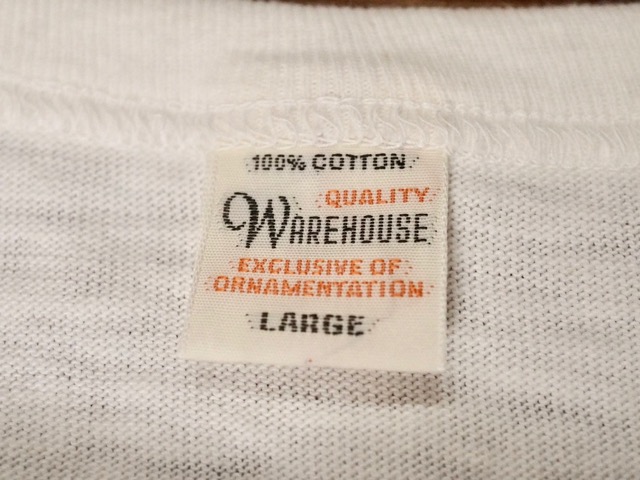 100% COTTON
QUALITY
WAREHOUSE
EXCLUSIVE OF
ORNAMENTATION
LARGE